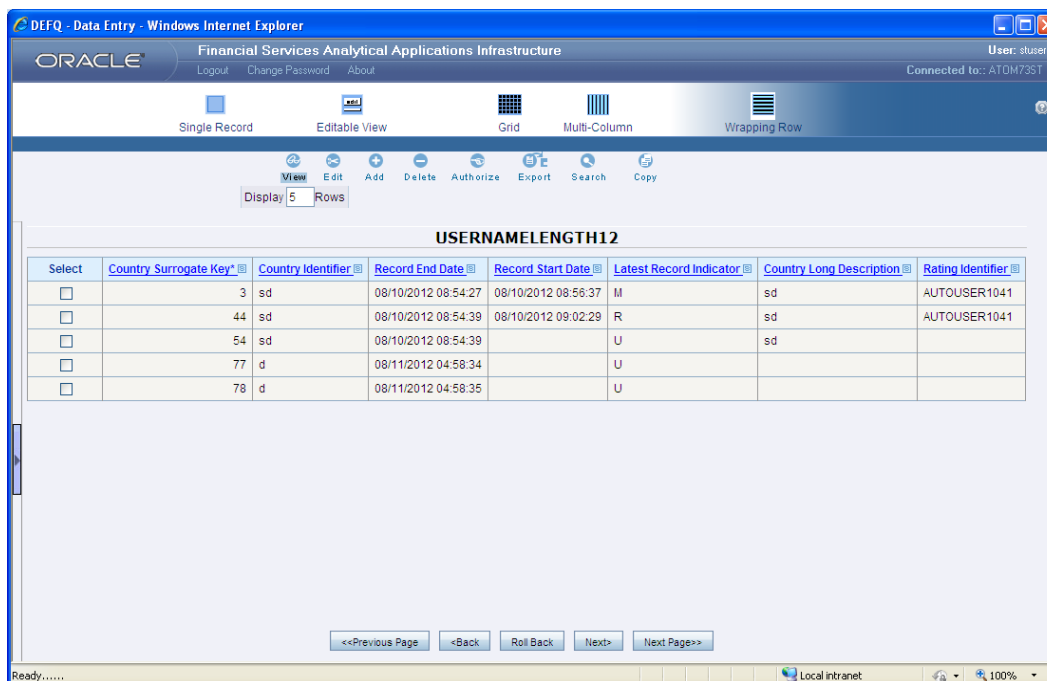 DEFQ - Data Entry - Windows Internet Explorer
ORACLE Financial Services Analytical Applications Infrastructure User: stuser
Logout Change Password About Connected to:: ATOM73ST
Single Record Editable View Grid Multi-Column Wrapping Row
View Edit Add Delete Authorize Export Search Copy
Display 5 Rows
USERNAMELENGTH12
Select Country Surrogate Key* Country Identifier Record End Date Record Start Date Latest Record Indicator Country Long Description Rating Identifier
3 sd 08/10/2012 08:54:27 08/10/2012 08:56:37 M sd AUTOUSER1041
44 sd 08/10/2012 08:54:39 08/10/2012 09:02:29 R sd AUTOUSER1041
54 sd 08/10/2012 08:54:39 U sd
77 d 08/11/2012 04:58:34 U
78 d 08/11/2012 04:58:35 U
<<Previous Page <Back Roll Back Next> Next Page>>
Ready...... Local intranet 100%